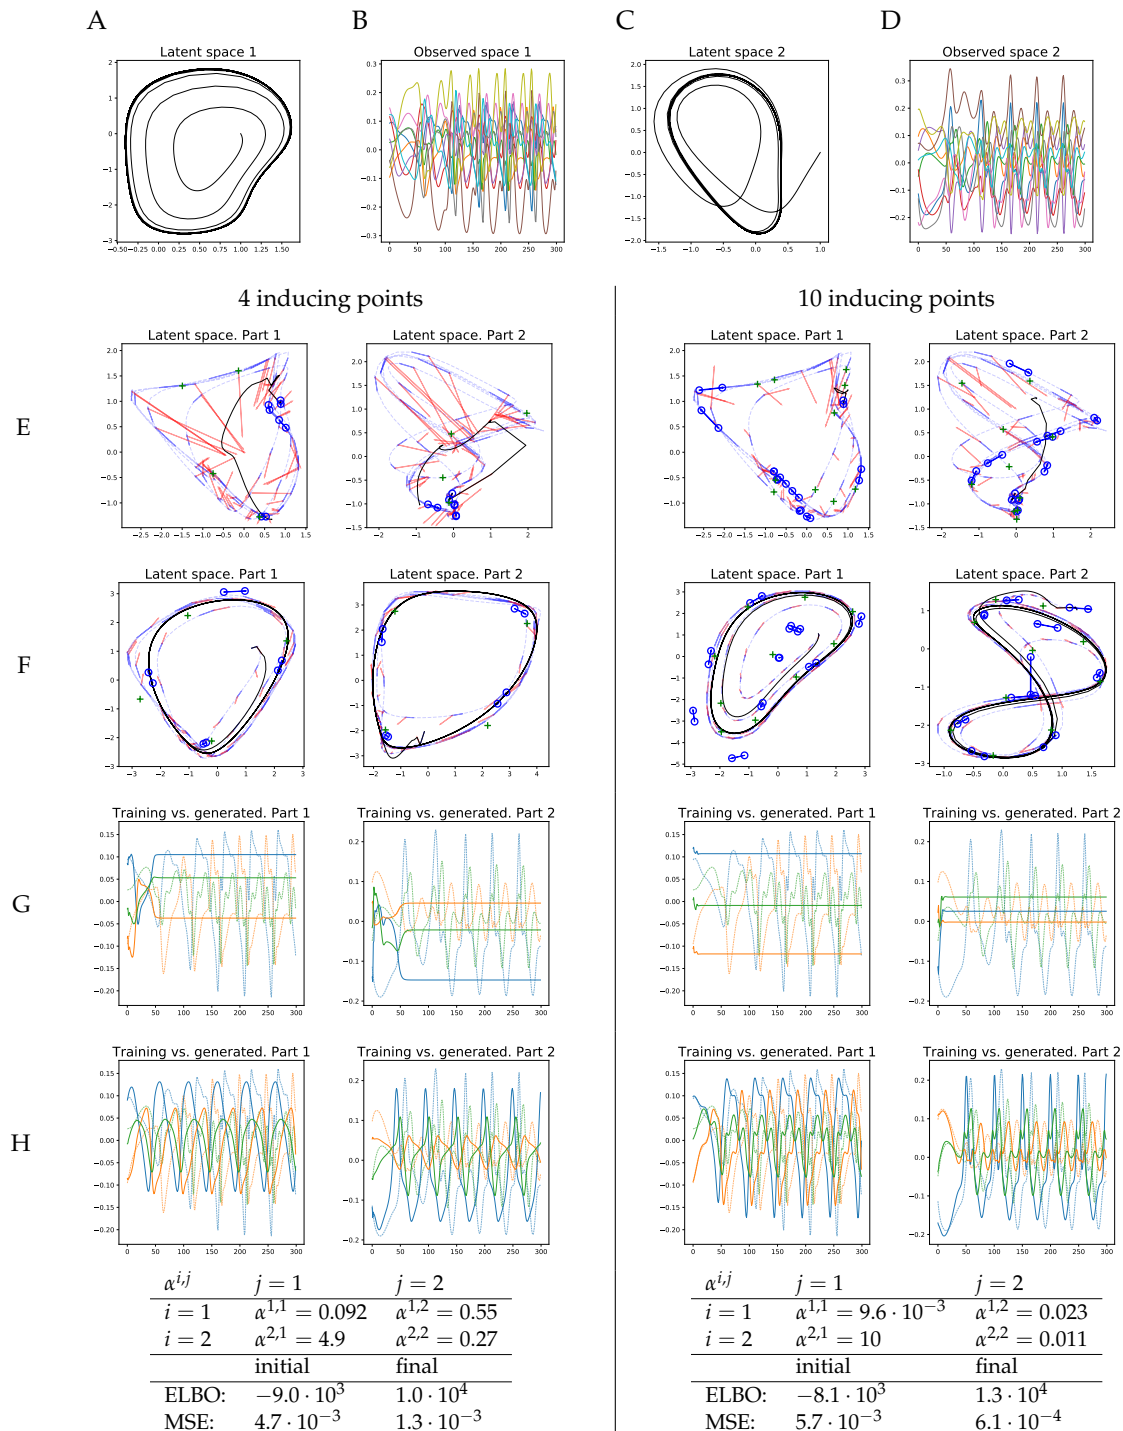 A B C D
Latent space 1
Observed space 1
Latent space 2
Observed space 2
4 inducing points
10 inducing points
E
Latent space. Part 1
Latent space. Part 2
Latent space. Part 1
Latent space. Part 2
F
Latent space. Part 1
Latent space. Part 2
Latent space. Part 1
Latent space. Part 2
G
Training vs. generated. Part 1
Training vs. generated. Part 2
Training vs. generated. Part 1
Training vs. generated. Part 2
H
Training vs. generated. Part 1
Training vs. generated. Part 2
Training vs. generated. Part 1
Training vs. generated. Part 2
α^{i,j} j = 1 j = 2
i = 1 α^{1,1} = 0.092 α^{1,2} = 0.55
i = 2 α^{2,1} = 4.9 α^{2,2} = 0.27
initial final
ELBO: −9.0 · 10^3 1.0 · 10^4
MSE: 4.7 · 10^{−3} 1.3 · 10^{−3}
α^{i,j} j = 1 j = 2
i = 1 α^{1,1} = 9.6 · 10^{−3} α^{1,2} = 0.023
i = 2 α^{2,1} = 10 α^{2,2} = 0.011
initial final
ELBO: −8.1 · 10^3 1.3 · 10^4
MSE: 5.7 · 10^{−3} 6.1 · 10^{−4}